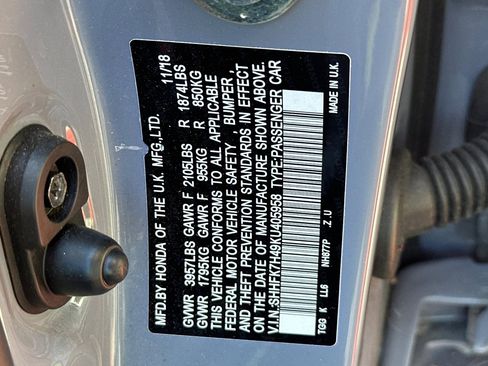 MFD.BY HONDA OF THE U.K. MFG.,LTD. 11/18
GVWR 3957LBS GAWR F 2105LBS R 1874LBS
GVWR 1795KG GAWR F 955KG R 850KG
THIS VEHICLE CONFORMS TO ALL APPLICABLE
FEDERAL MOTOR VEHICLE SAFETY , BUMPER ,
AND THEFT PREVENTION STANDARDS IN EFFECT
ON THE DATE OF MANUFACTURE SHOWN ABOVE.
V.I.N.:SHHFK7H49KU405958 TYPE:PASSENGER CAR
TGG K LL6 NH877P .Z.U MADE IN U.K.